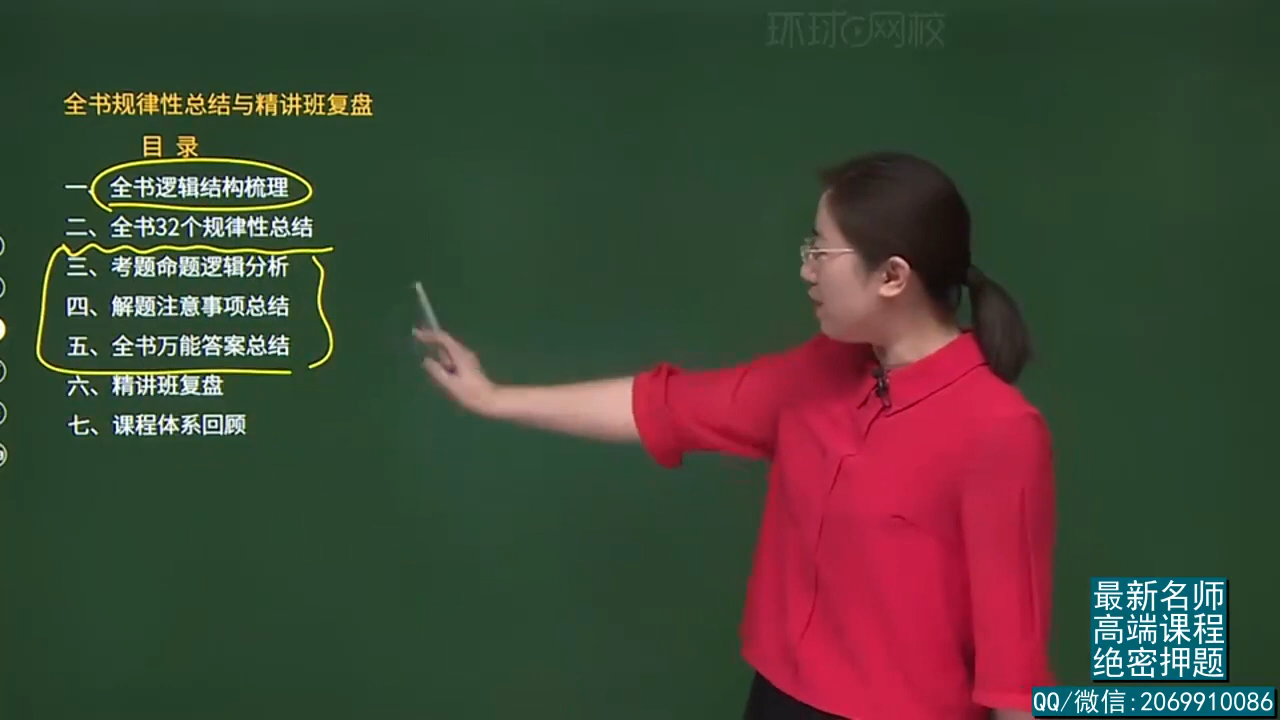 环球网校
全书规律性总结与精讲班复盘
目 录
一、全书逻辑结构梳理
二、全书32个规律性总结
三、考题命题逻辑分析
四、解题注意事项总结
五、全书万能答案总结
六、精讲班复盘
七、课程体系回顾
最新名师
高端课程
绝密押题
QQ/微信:2069910086